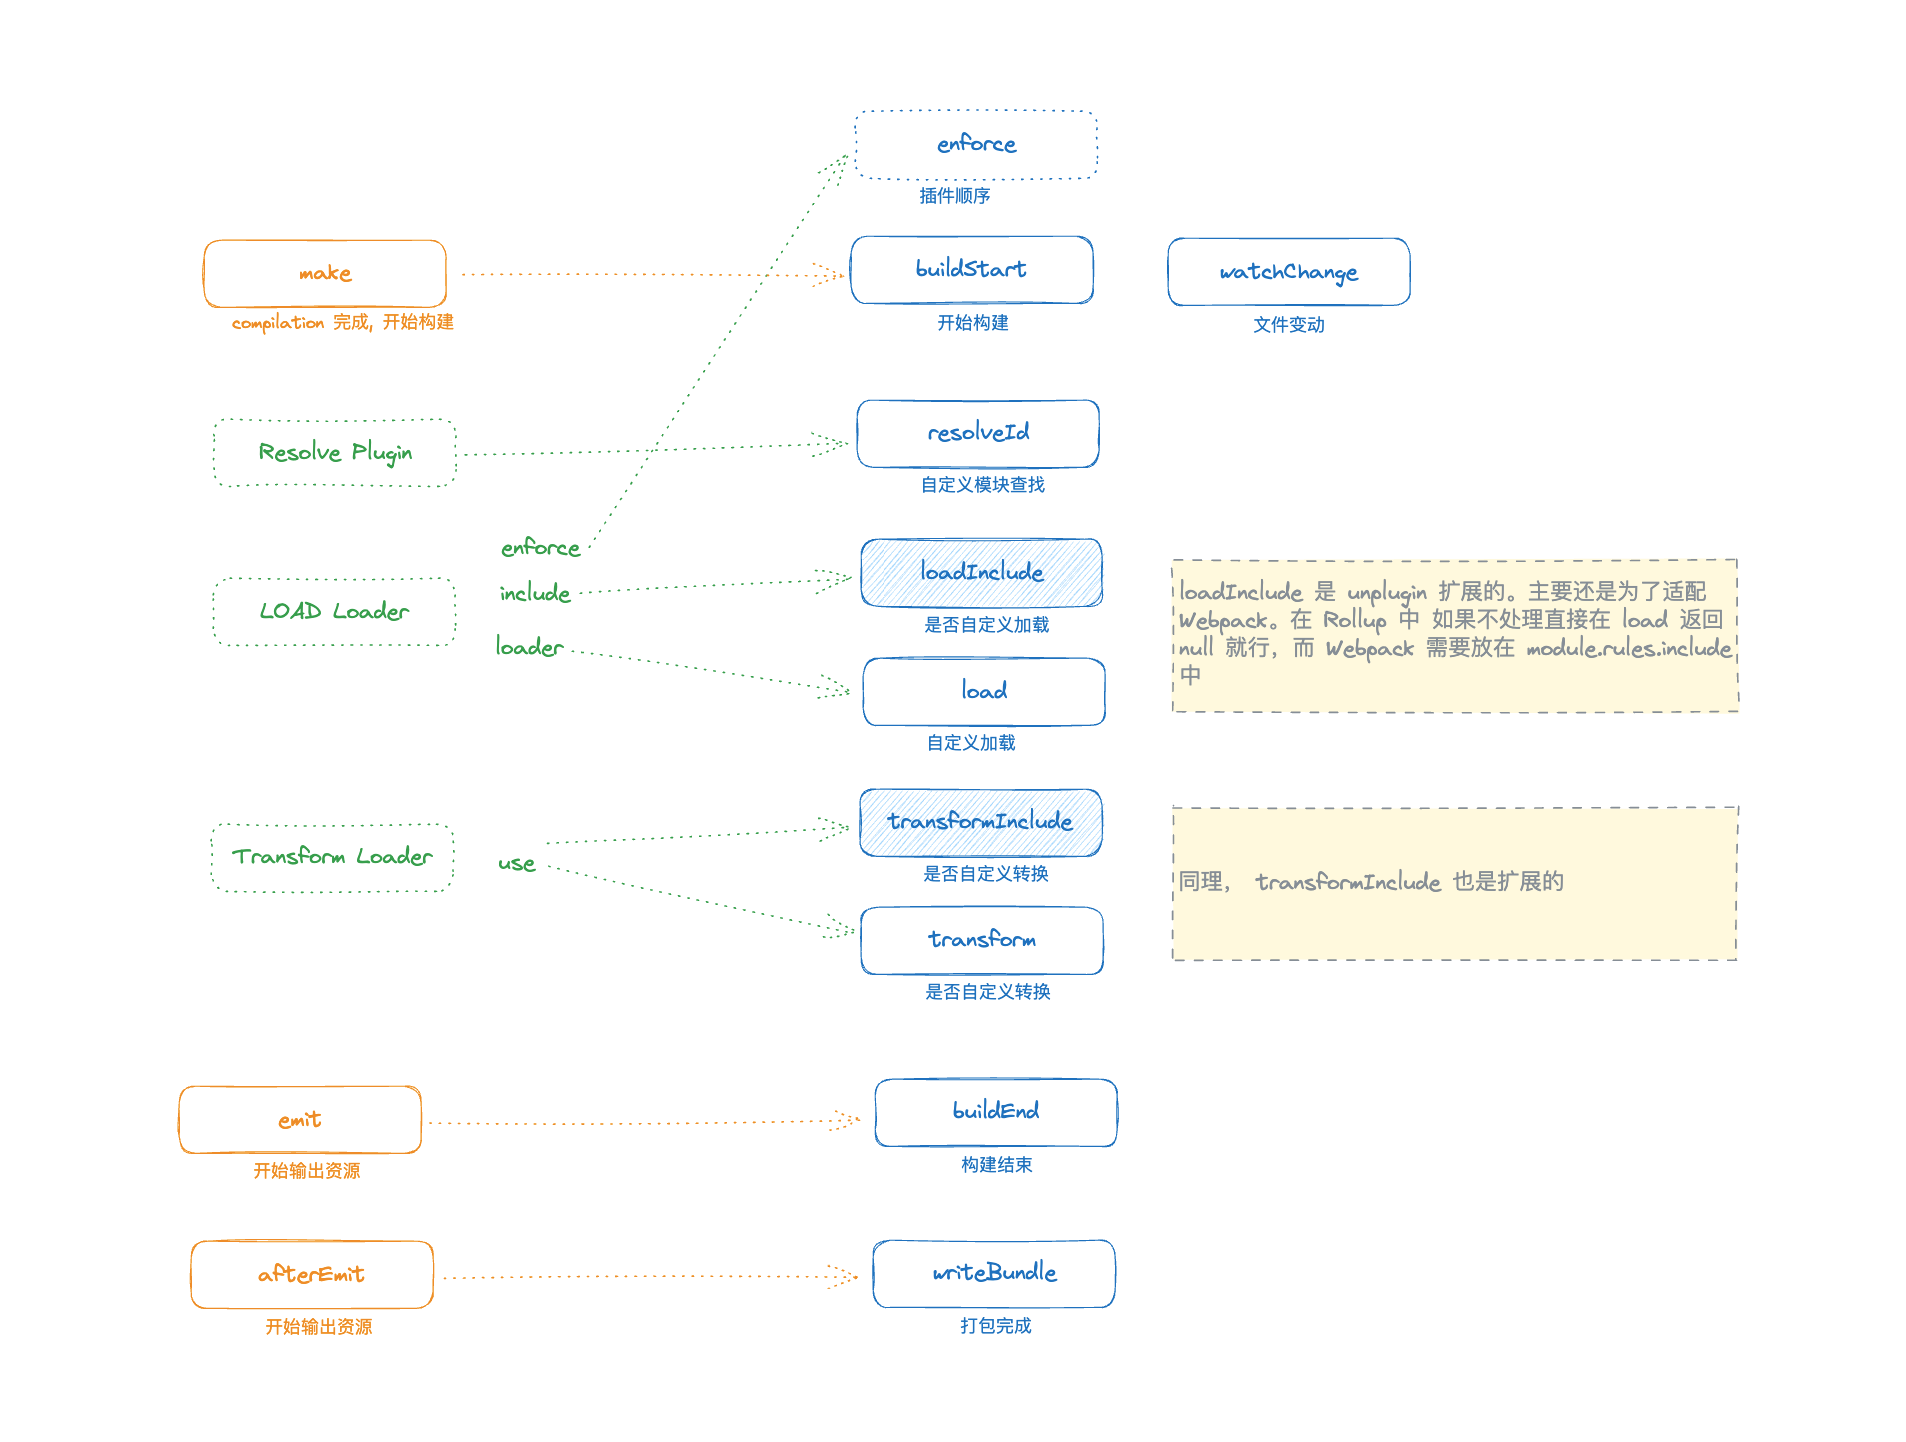 enforce
插件顺序
make
compilation 完成, 开始构建
buildStart
开始构建
watchChange
文件变动
Resolve Plugin
resolveId
自定义模块查找
enforce
include
loader
LOAD Loader
loadInclude
是否自定义加载
load
自定义加载
loadInclude 是 unplugin 扩展的。主要还是为了适配
Webpack。在 Rollup 中 如果不处理直接在 load 返回
null 就行，而 Webpack 需要放在 module.rules.include
中
Transform Loader
use
transformInclude
是否自定义转换
transform
是否自定义转换
同理， transformInclude 也是扩展的
emit
开始输出资源
buildEnd
构建结束
afterEmit
开始输出资源
writeBundle
打包完成